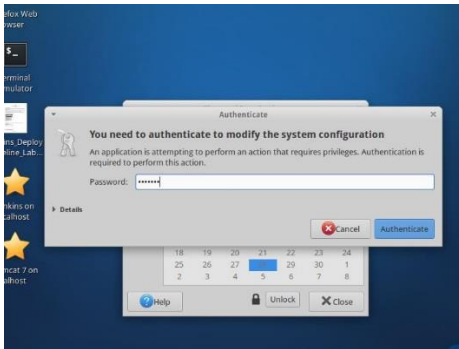 efox Web
owser
$_
erminal
mulator
ins_Deploy
eline_Lab...
nkins on
calhost
mcat 7 on
alhost
Authenticate
You need to authenticate to modify the system configuration
An application is attempting to perform an action that requires privileges. Authentication is
required to perform this action.
Password: •••••••
Details
Cancel Authenticate
18 19 20 21 22 23 24
25 26 27 28 29 30 1
2 3 4 5 6 7 8
Help Unlock Close